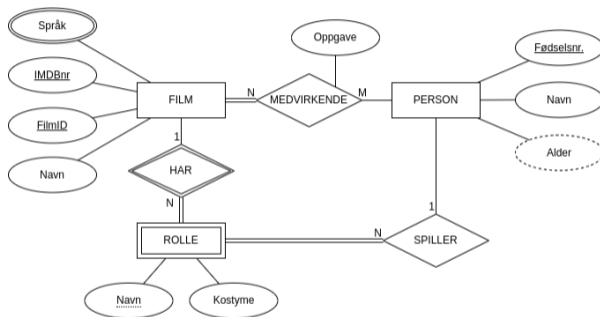 Språk
Oppgave
Fødselsnr.
IMDBnr
FILM
N
MEDVIRKENDE
M
PERSON
Navn
FilmID
Navn
Alder
1
HAR
N
1
ROLLE
N
SPILLER
Navn
Kostyme